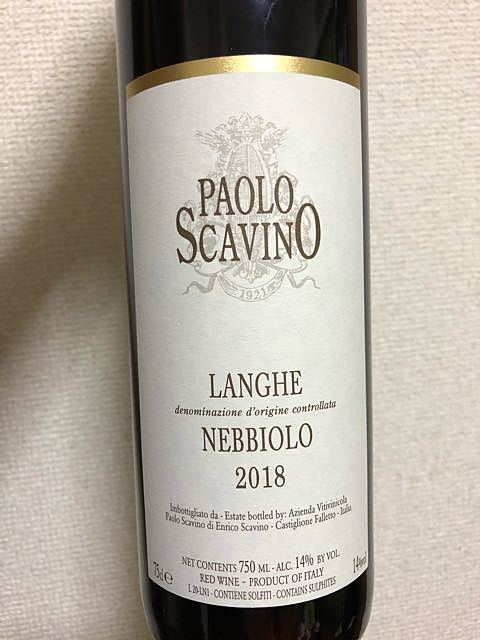 PAOLO
SCAVINO
1921
LANGHE
denominazione d'origine controllata
NEBBIOLO
2018
Imbottigliato da - Estate bottled by: Azienda Vitivinicola
Paolo Scavino di Enrico Scavino - Castiglione Falletto - Italia
NET CONTENTS 750 ML - ALC. 14% BY VOL.
75cl e RED WINE - PRODUCT OF ITALY 14%vol
L 20-LN1 - CONTIENE SOLFITI - CONTAINS SULPHITES